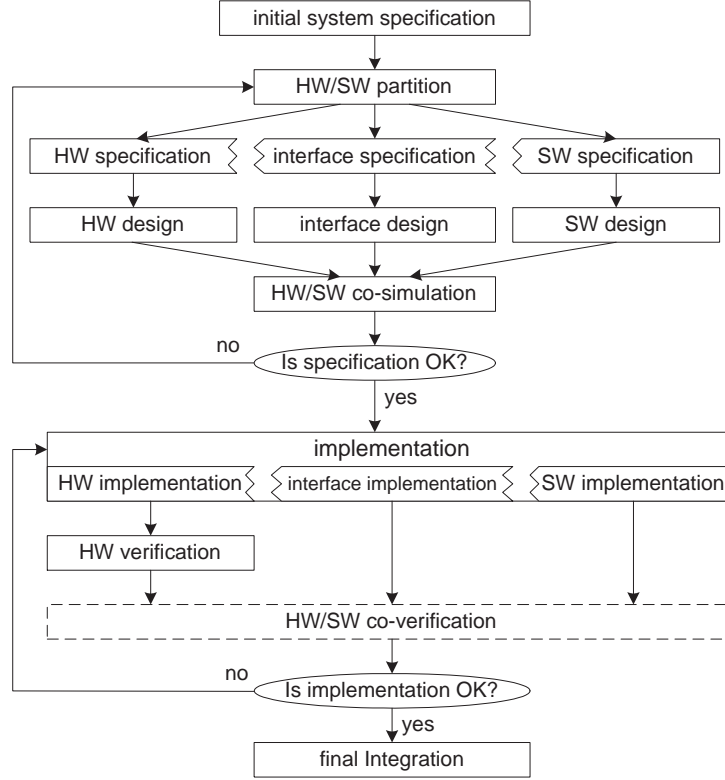 initial system specification
HW/SW partition
HW specification
interface specification
SW specification
HW design
interface design
SW design
HW/SW co-simulation
no
Is specification OK?
yes
implementation
HW implementation
interface implementation
SW implementation
HW verification
HW/SW co-verification
no
Is implementation OK?
yes
final Integration